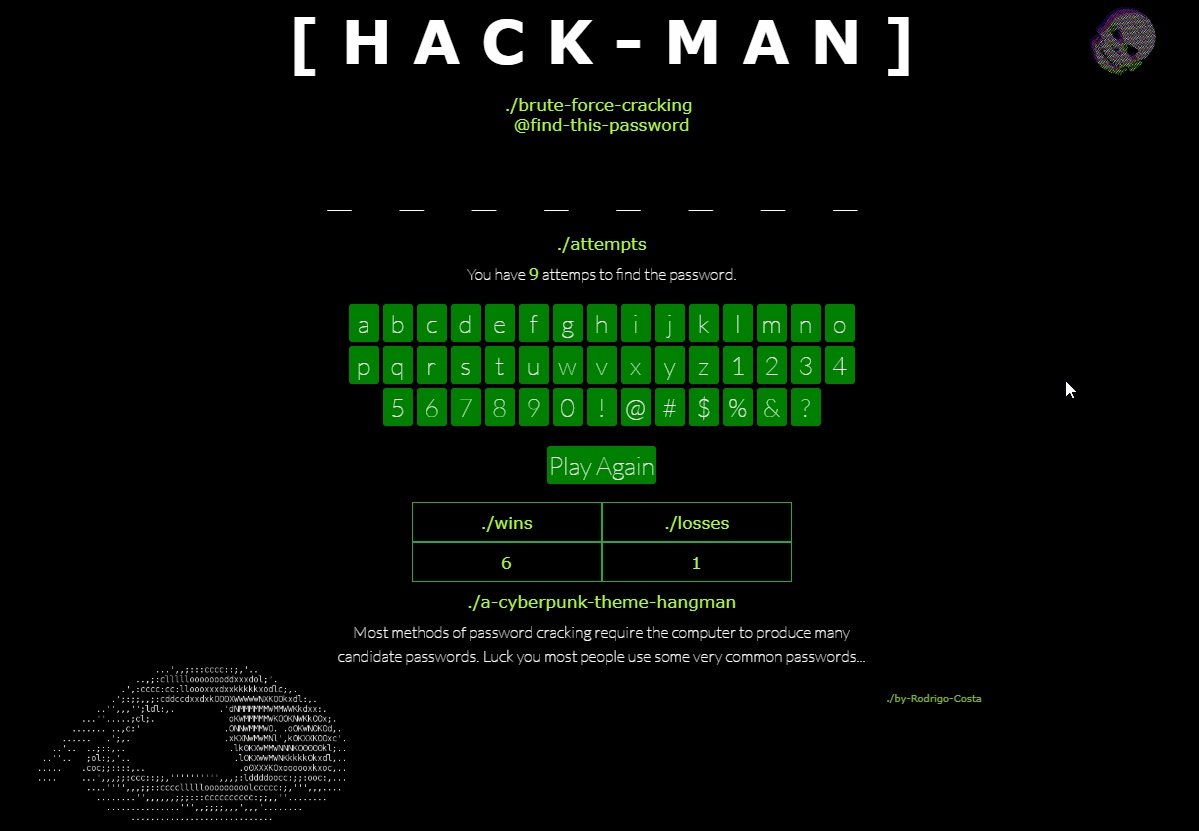 [HACK-MAN]
./brute-force-cracking
@find-this-password
_ _ _ _ _ _ _ _
./attempts
You have 9 attemps to find the password.
a b c d e f g h i j k l m n o
p q r s t u w v x y z 1 2 3 4
5 6 7 8 9 0 ! @ # $ % & ?
Play Again
./wins ./losses
6 1
./a-cyberpunk-theme-hangman
Most methods of password cracking require the computer to produce many
candidate passwords. Luck you most people use some very common passwords...
./by-Rodrigo-Costa